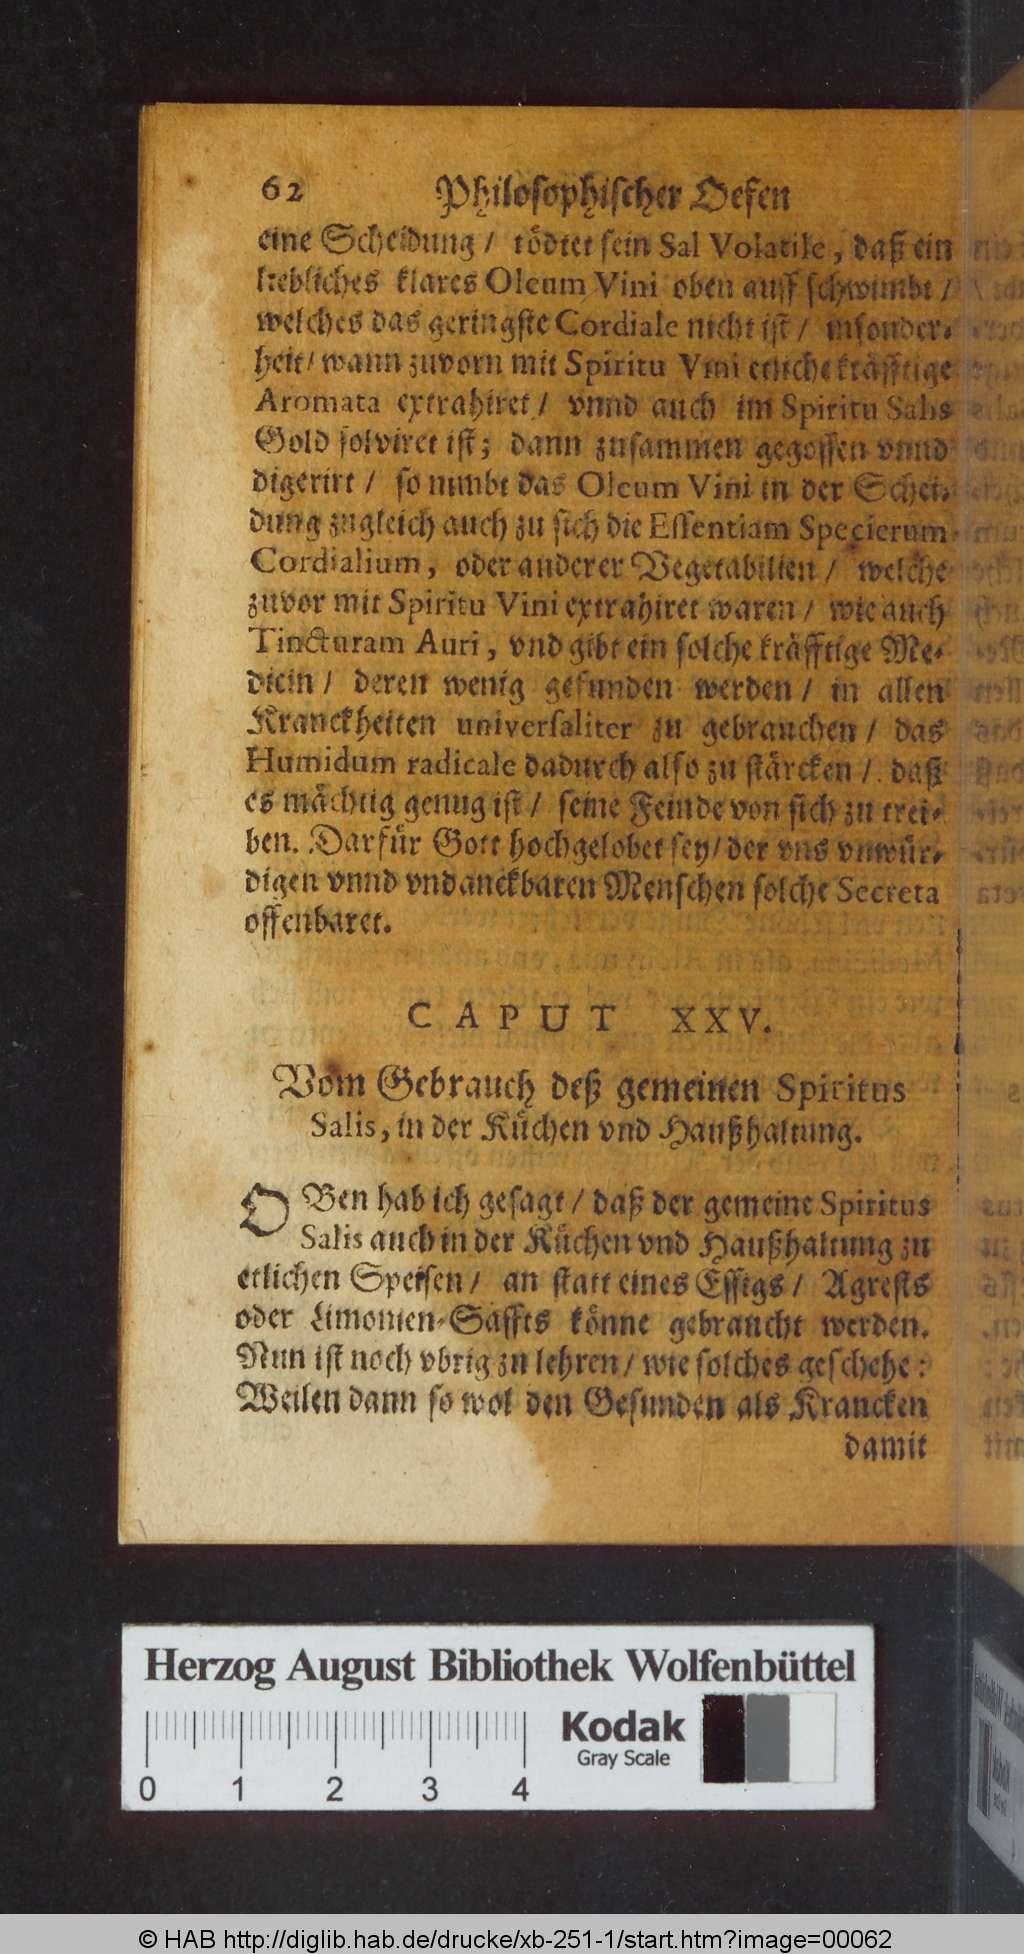 62 Philosophischer Oefen
eine Scheidung / tödtet sein Sal Volatile, daß ein
liebliches klares Oleum Vini oben auff schwimbt /
welches das geringste Cordiale nicht ist / insonder-
heit / wann zuvorn mit Spiritu Vini etliche kräfftige
Aromata extrahiret / vnnd auch im Spiritu Salis
Gold solviret ist; dann zusammen gegossen vnnd
digerirt / so nimbt das Oleum Vini in der Schei-
dung zugleich auch zu sich die Essentiam Specierum
Cordialium, oder anderer Vegetabilien / welche
zuvor mit Spiritu Vini extrahiret waren / wie auch
Tincturam Auri, vnd gibt ein solche kräfftige Me-
dicin / deren wenig gefunden werden / in allen
Kranckheiten universaliter zu gebrauchen / das
Humidum radicale dadurch also zu stärcken / daß
es mächtig genug ist / seine Feinde von sich zu trei-
ben. Darfür Gott hochgelobet sey / der vns vnwür-
digen vnnd vndanckbaren Menschen solche Secreta
offenbaret.
CAPUT XXV.
Vom Gebrauch deß gemeinen Spiritus
Salis, in der Küchen vnd Haußhaltung.
OBen hab ich gesagt / daß der gemeine Spiritus
Salis auch in der Küchen vnd Haußhaltung zu
etlichen Speisen / an statt eines Essigs / Agrests
oder Limonien-Saffts könne gebraucht werden.
Nun ist noch vbrig zu lehren / wie solches geschehe:
Weilen dann so wol den Gesunden als Krancken
damit
Herzog August Bibliothek Wolfenbüttel
Kodak
Gray Scale
0 1 2 3 4
© HAB http://diglib.hab.de/drucke/xb-251-1/start.htm?image=00062